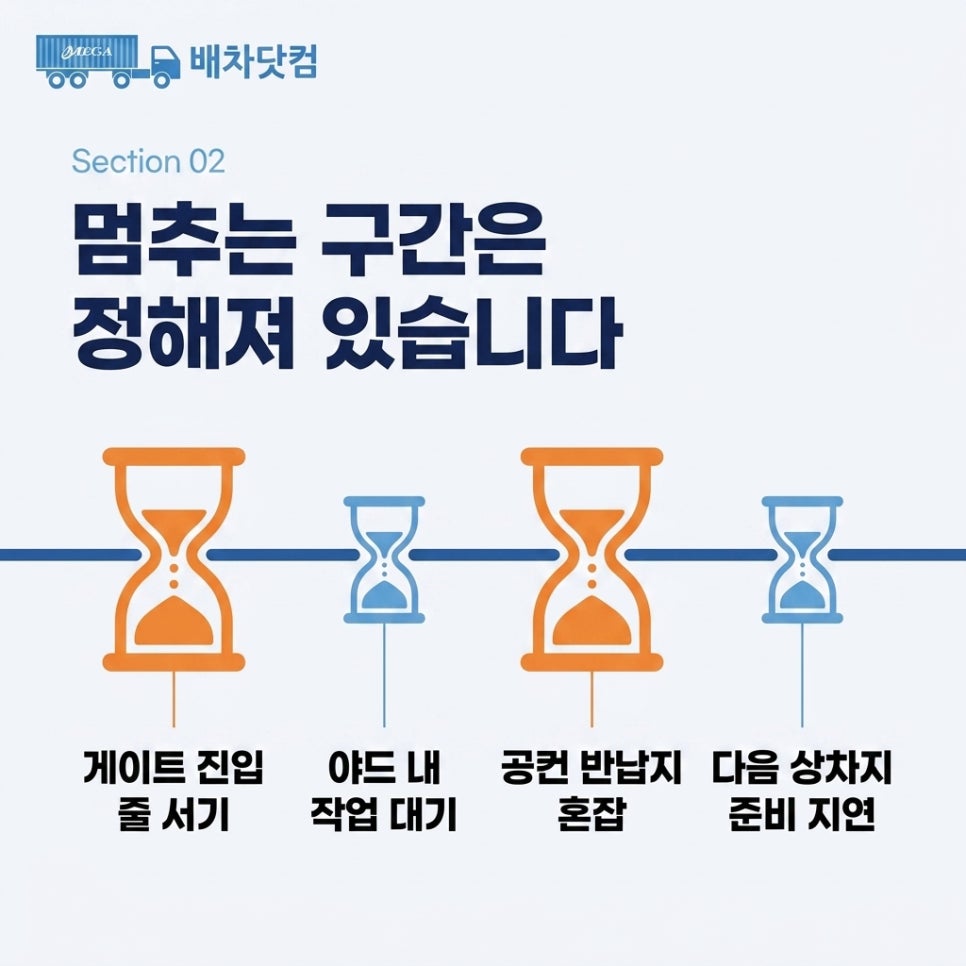 MEGA
배차닷컴
Section 02
멈추는 구간은
정해져 있습니다
게이트 진입
줄 서기
야드 내
작업 대기
공컨 반납지
혼잡
다음 상차지
준비 지연